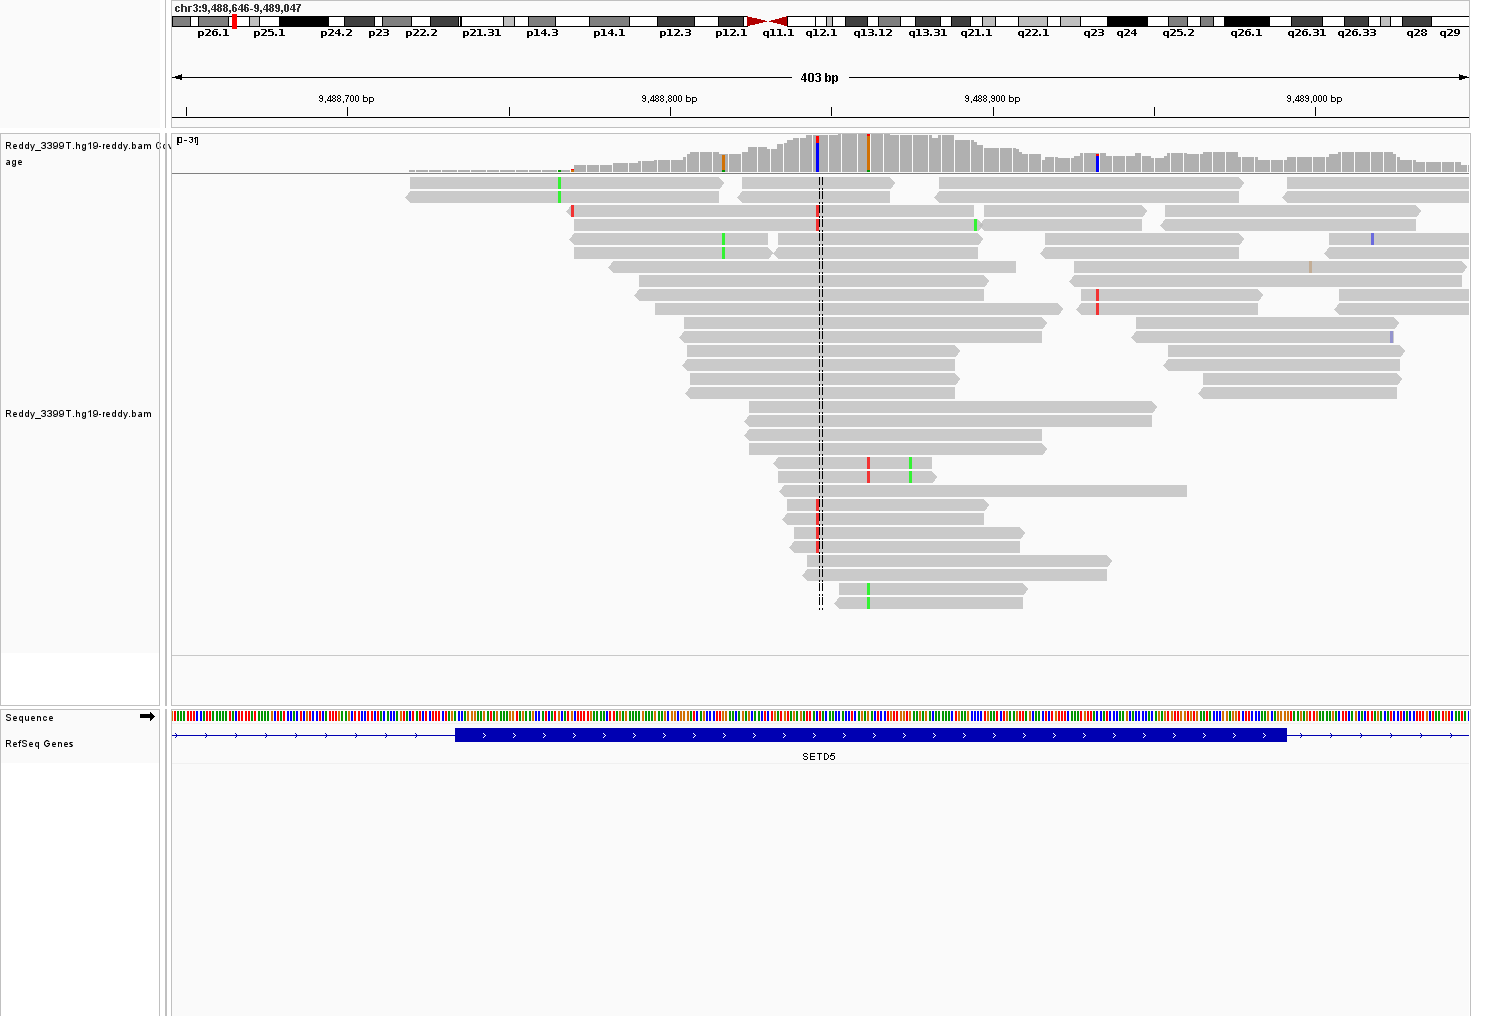 chr3:9,488,646-9,489,047
p26.1 p25.1 p24.2 p23 p22.2 p21.31 p14.3 p14.1 p12.3 p12.1 q11.1 q12.1 q13.12 q13.31 q21.1 q22.1 q23 q24 q25.2 q26.1 q26.31 q26.33 q28 q29
403 bp
9,488,700 bp 9,488,800 bp 9,488,900 bp 9,489,000 bp
Reddy_3399T.hg19-reddy.bam Cov
age
[0-31]
Reddy_3399T.hg19-reddy.bam
Sequence
RefSeq Genes
SETD5